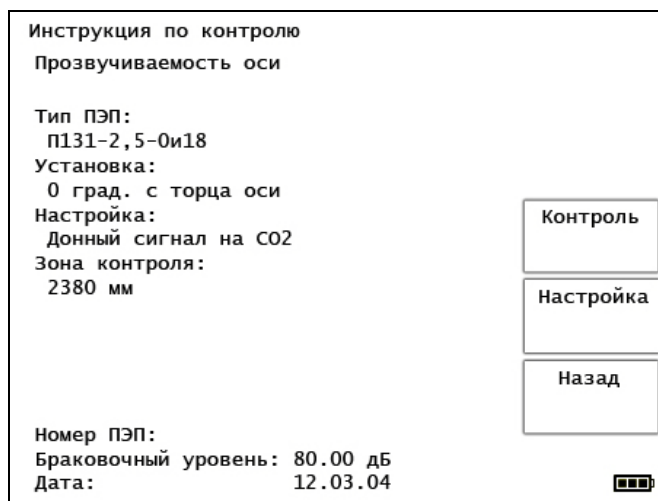 Инструкция по контролю
Прозвучиваемость оси
Тип ПЭП:
П131-2,5-0и18
Установка:
0 град. с торца оси
Настройка:
Донный сигнал на СО2
Зона контроля:
2380 мм
Контроль
Настройка
Назад
Номер ПЭП:
Браковочный уровень: 80.00 дБ
Дата: 12.03.04